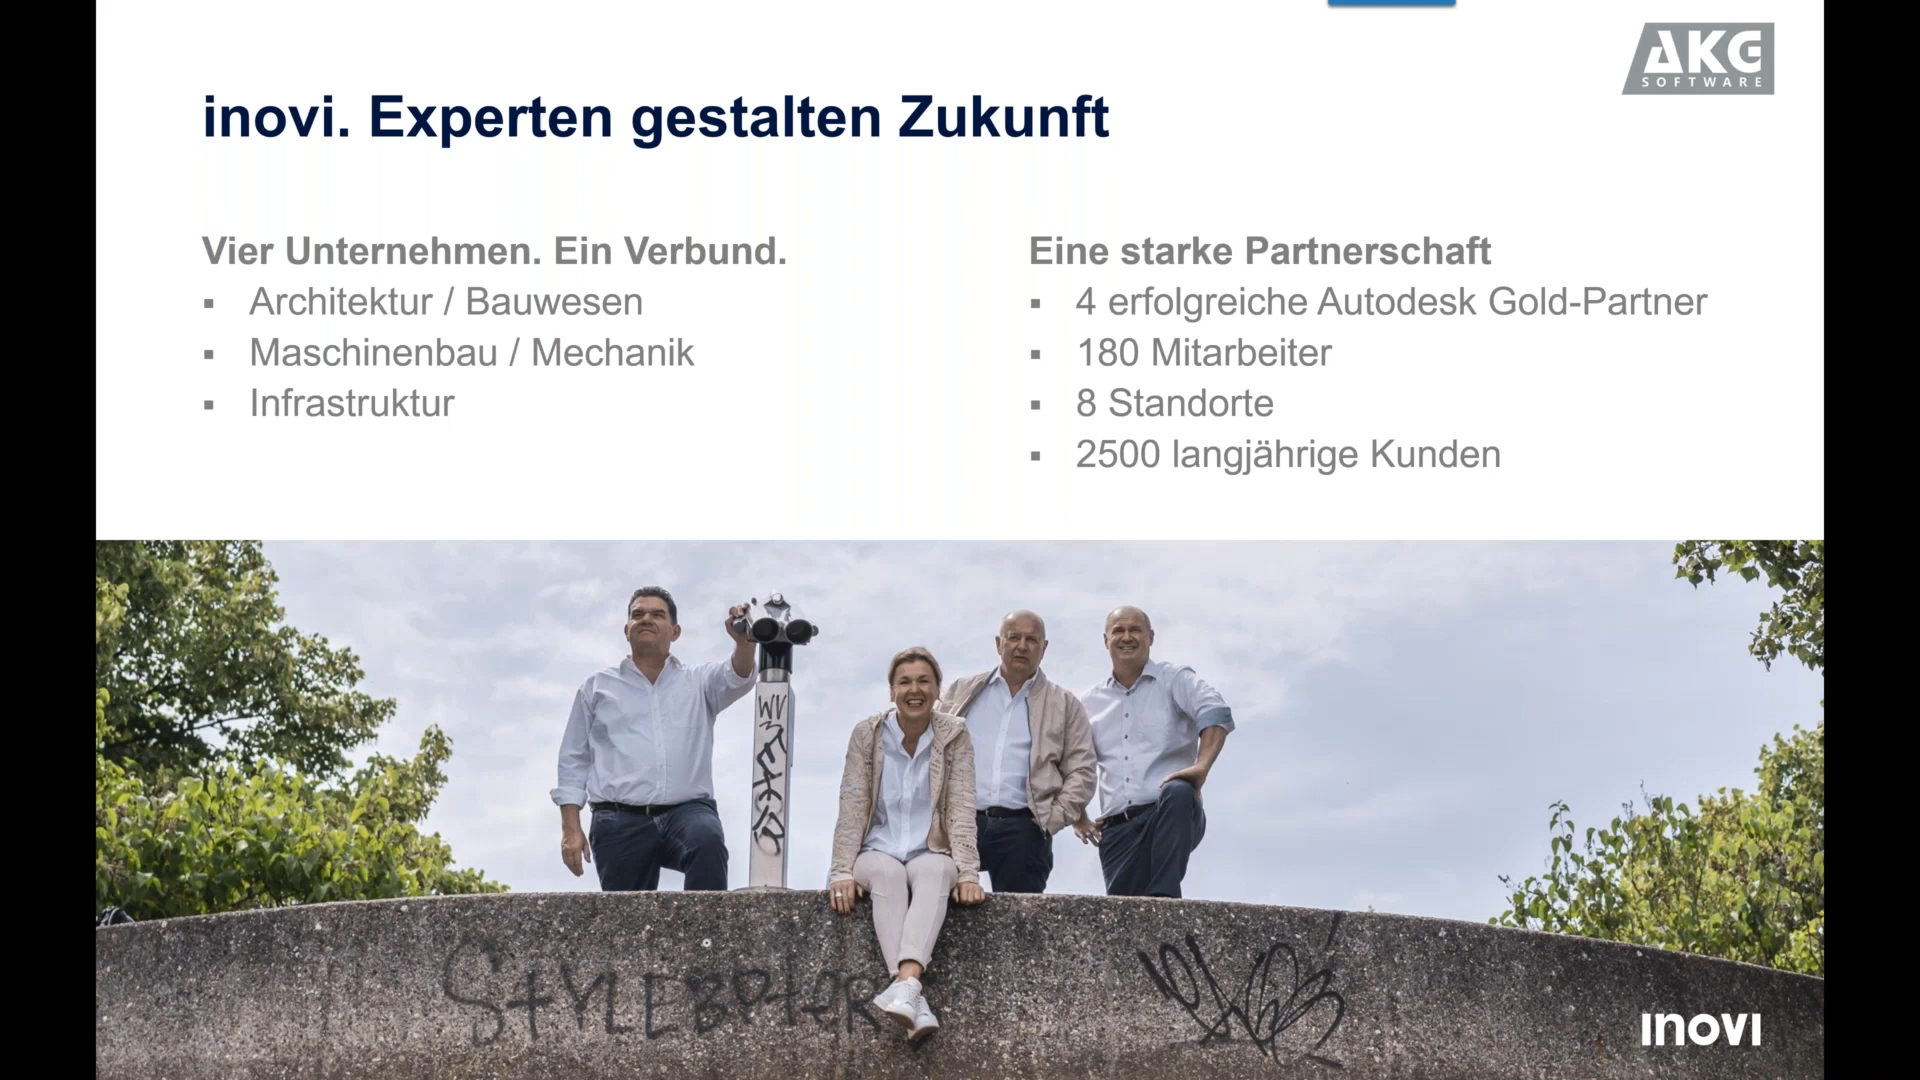 AKG
SOFTWARE
inovi. Experten gestalten Zukunft
Vier Unternehmen. Ein Verbund.
▪ Architektur / Bauwesen
▪ Maschinenbau / Mechanik
▪ Infrastruktur
Eine starke Partnerschaft
▪ 4 erfolgreiche Autodesk Gold-Partner
▪ 180 Mitarbeiter
▪ 8 Standorte
▪ 2500 langjährige Kunden
inovi